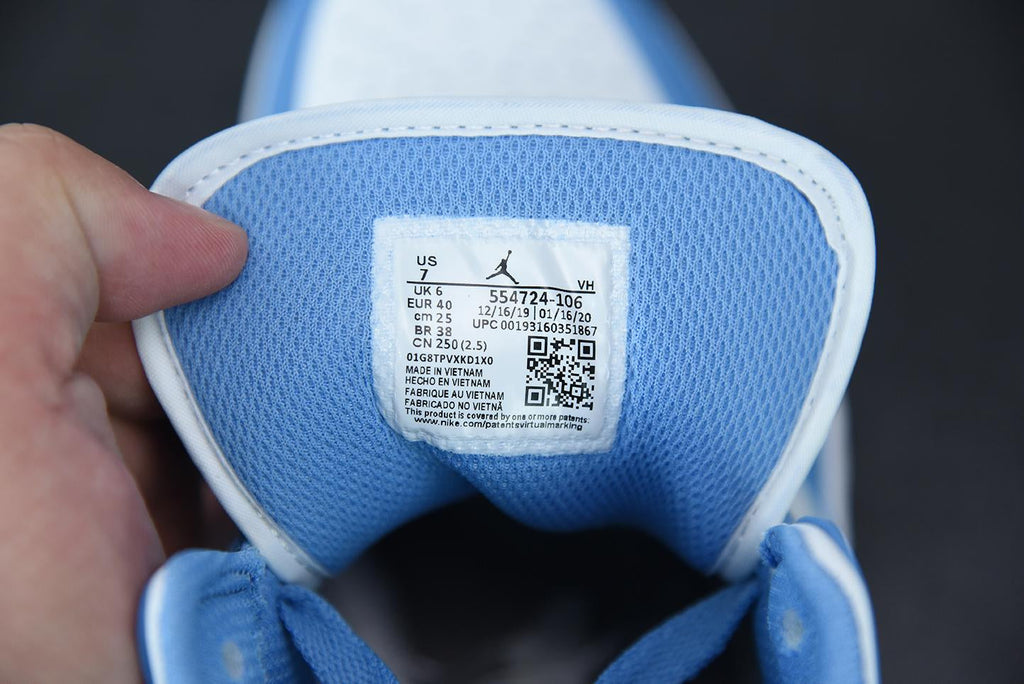 US
7
VH
UK 6
554724-106
EUR 40
12/16/19 | 01/16/20
cm 25
UPC 00193160351867
BR 38
CN 250 (2.5)
01G8TPVXKD1X0
MADE IN VIETNAM
HECHO EN VIETNAM
FABRIQUE AU VIETNAM
FABRICADO NO VIETNÃ
This product is covered by one or more patents:
www.nike.com/patentsvirtualmarking